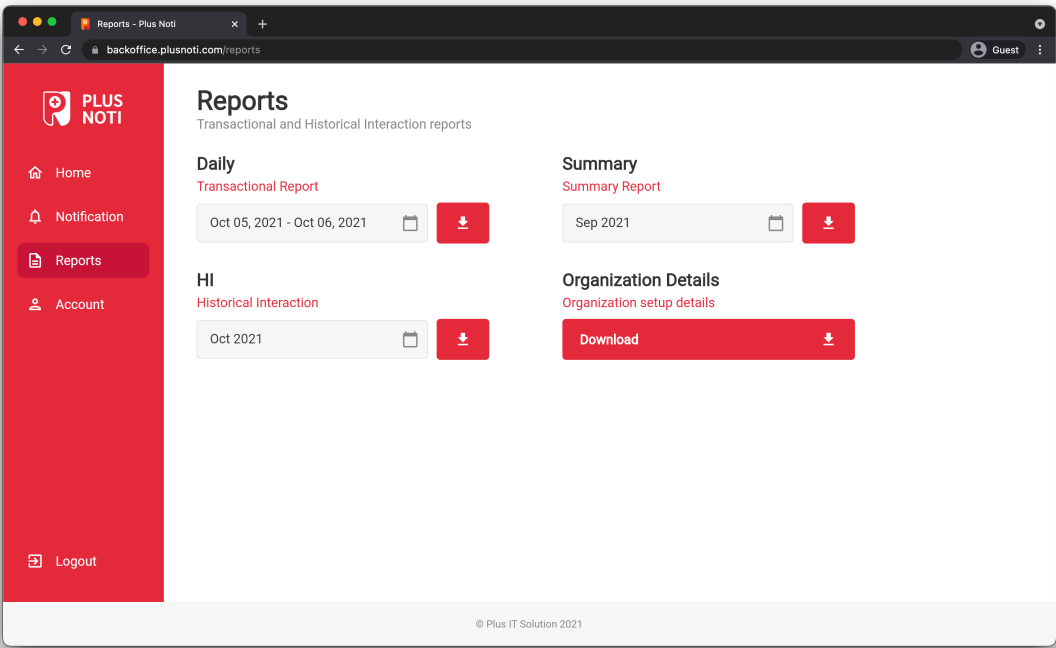 Reports - Plus Noti
backoffice.plusnoti.com/reports
Guest
PLUS
NOTI
Home
Notification
Reports
Account
Logout
Reports
Transactional and Historical Interaction reports
Daily
Transactional Report
Oct 05, 2021 - Oct 06, 2021
Summary
Summary Report
Sep 2021
HI
Historical Interaction
Oct 2021
Organization Details
Organization setup details
Download
© Plus IT Solution 2021